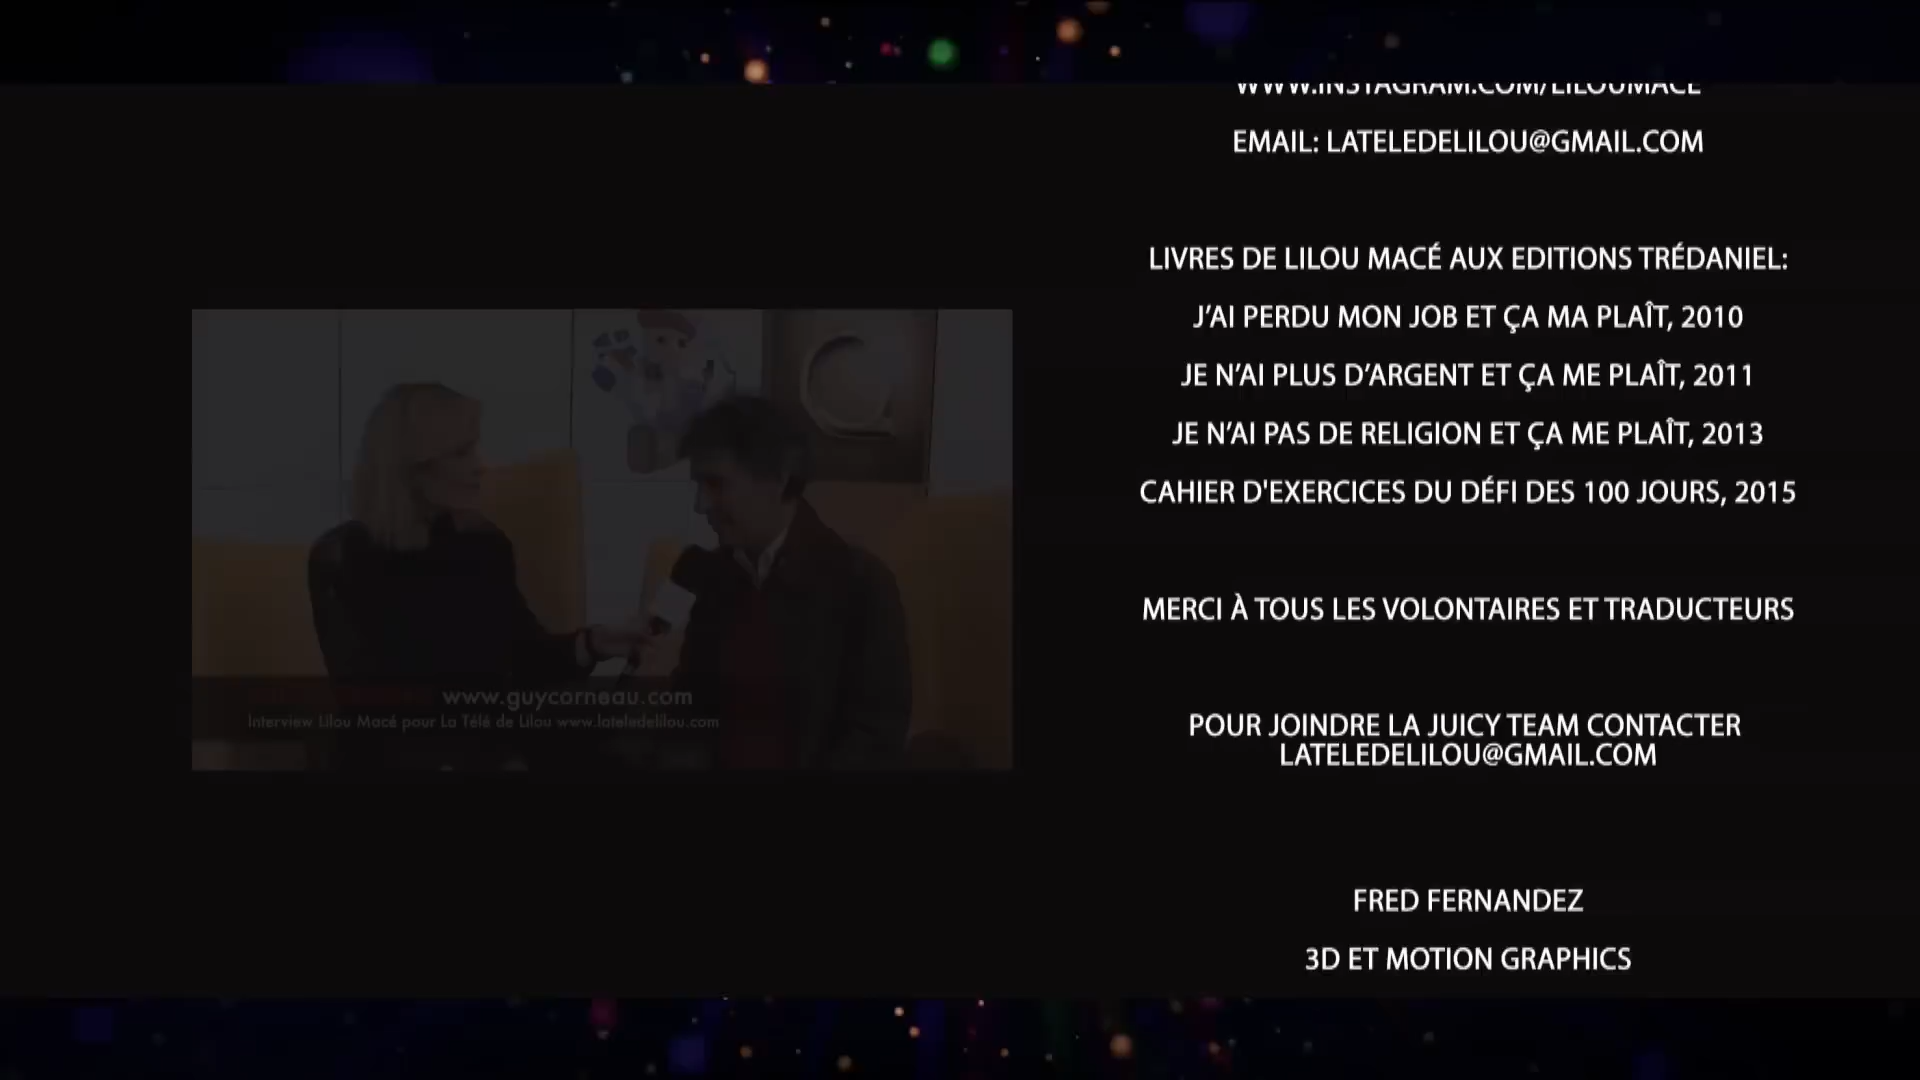 WWW.INSTAGRAM.COM/LILOUMACE
EMAIL: LATELEDELILOU@GMAIL.COM
LIVRES DE LILOU MACÉ AUX EDITIONS TRÉDANIEL:
J’AI PERDU MON JOB ET ÇA MA PLAÎT, 2010
JE N’AI PLUS D’ARGENT ET ÇA ME PLAÎT, 2011
JE N’AI PAS DE RELIGION ET ÇA ME PLAÎT, 2013
CAHIER D'EXERCICES DU DÉFI DES 100 JOURS, 2015
MERCI À TOUS LES VOLONTAIRES ET TRADUCTEURS
POUR JOINDRE LA JUICY TEAM CONTACTER
LATELEDELILOU@GMAIL.COM
FRED FERNANDEZ
3D ET MOTION GRAPHICS
www.guycorneau.com
Interview Lilou Macé pour La Télé de Lilou www.lateledelilou.com